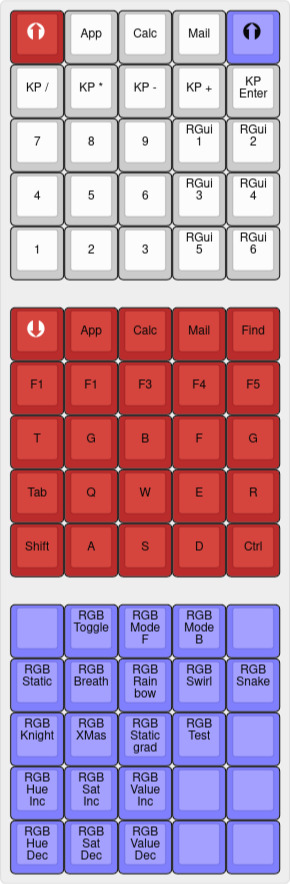 App Calc Mail
KP / KP * KP - KP + KP Enter
7 8 9 RGui 1 RGui 2
4 5 6 RGui 3 RGui 4
1 2 3 RGui 5 RGui 6
App Calc Mail Find
F1 F1 F3 F4 F5
T G B F G
Tab Q W E R
Shift A S D Ctrl
RGB Toggle RGB Mode F RGB Mode B
RGB Static RGB Breath RGB Rain bow RGB Swirl RGB Snake
RGB Knight RGB XMas RGB Static grad RGB Test
RGB Hue Inc RGB Sat Inc RGB Value Inc
RGB Hue Dec RGB Sat Dec RGB Value Dec